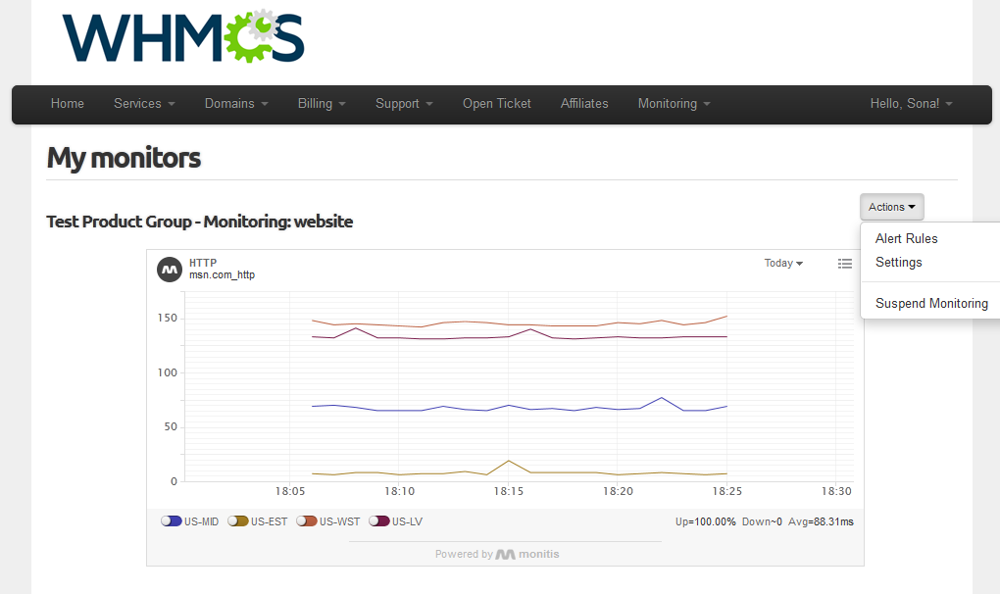 WHMCS
Home Services Domains Billing Support Open Ticket Affiliates Monitoring Hello, Sona!
My monitors
Actions
Test Product Group - Monitoring: website
Alert Rules
Settings
Suspend Monitoring
HTTP
msn.com_http
Today
150
100
50
0
18:05 18:10 18:15 18:20 18:25 18:30
US-MID US-EST US-WST US-LV Up=100.00% Down~0 Avg=88.31ms
Powered by monitis